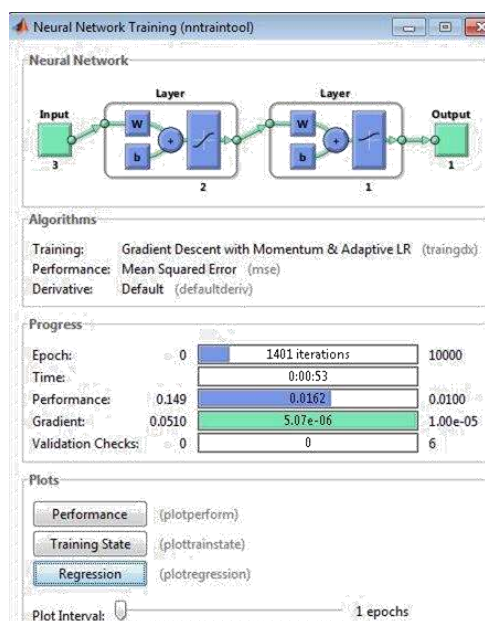 Neural Network Training (nntraintool)
Neural Network
Layer
Layer
Input
Output
W
W
+
+
b
b
3
2
1
1
Algorithms
Training: Gradient Descent with Momentum & Adaptive LR (traingdx)
Performance: Mean Squared Error (mse)
Derivative: Default (defaultderiv)
Progress
Epoch: 0 1401 iterations 10000
Time: 0:00:53
Performance: 0.149 0.0162 0.0100
Gradient: 0.0510 5.07e-06 1.00e-05
Validation Checks: 0 0 6
Plots
Performance (plotperform)
Training State (plottrainstate)
Regression (plotregression)
Plot Interval: 1 epochs